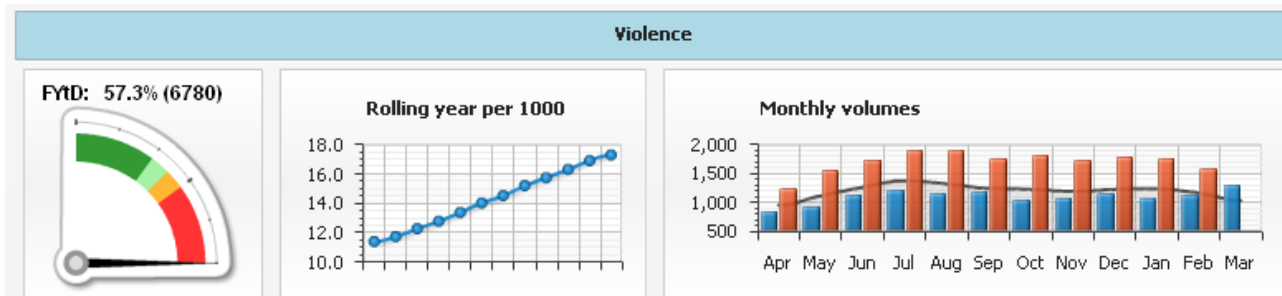 Violence
FYtD: 57.3% (6780)
Rolling year per 1000
18.0
16.0
14.0
12.0
10.0
Monthly volumes
2,000
1,500
1,000
500
Apr May Jun Jul Aug Sep Oct Nov Dec Jan Feb Mar